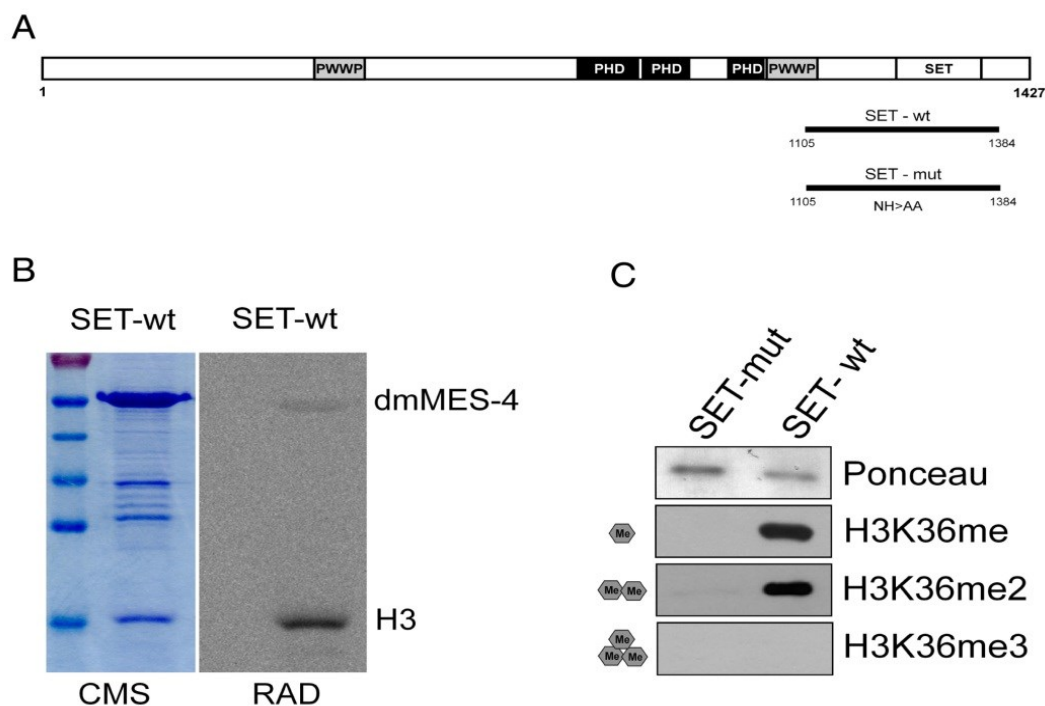 A
PWWP PHD PHD PHD PWWP SET
1 1427
SET - wt
1105 1384
SET - mut
1105 1384
NH>AA
B
SET-wt SET-wt
dmMES-4
H3
CMS RAD
C
SET-mut SET- wt
Ponceau
Me H3K36me
Me Me H3K36me2
Me
Me Me H3K36me3